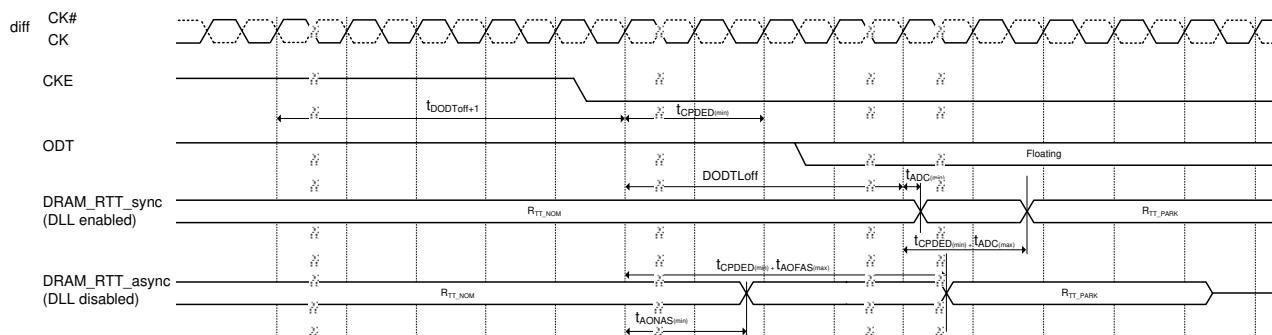 CK#
diff
CK
CKE
tDODToff+1
tCPDED(min)
ODT
Floating
DODTLoff
tADC(min)
DRAM_RTT_sync
(DLL enabled)
RTT_NOM
RTT_PARK
tCPDED(min) + tADC(max)
tCPDED(min) + tAOFAS(max)
DRAM_RTT_async
(DLL disabled)
RTT_NOM
RTT_PARK
tAONAS(min)